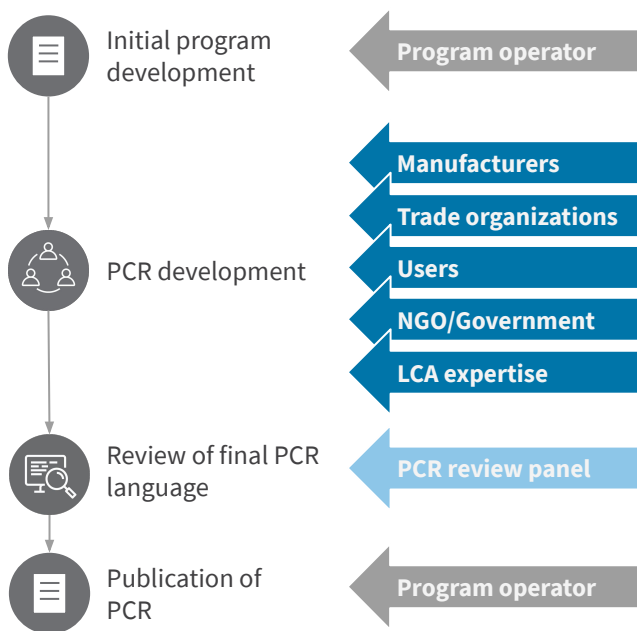 Initial program
development
Program operator
Manufacturers
Trade organizations
PCR development
Users
NGO/Government
LCA expertise
Review of final PCR
language
PCR review panel
Publication of
PCR
Program operator